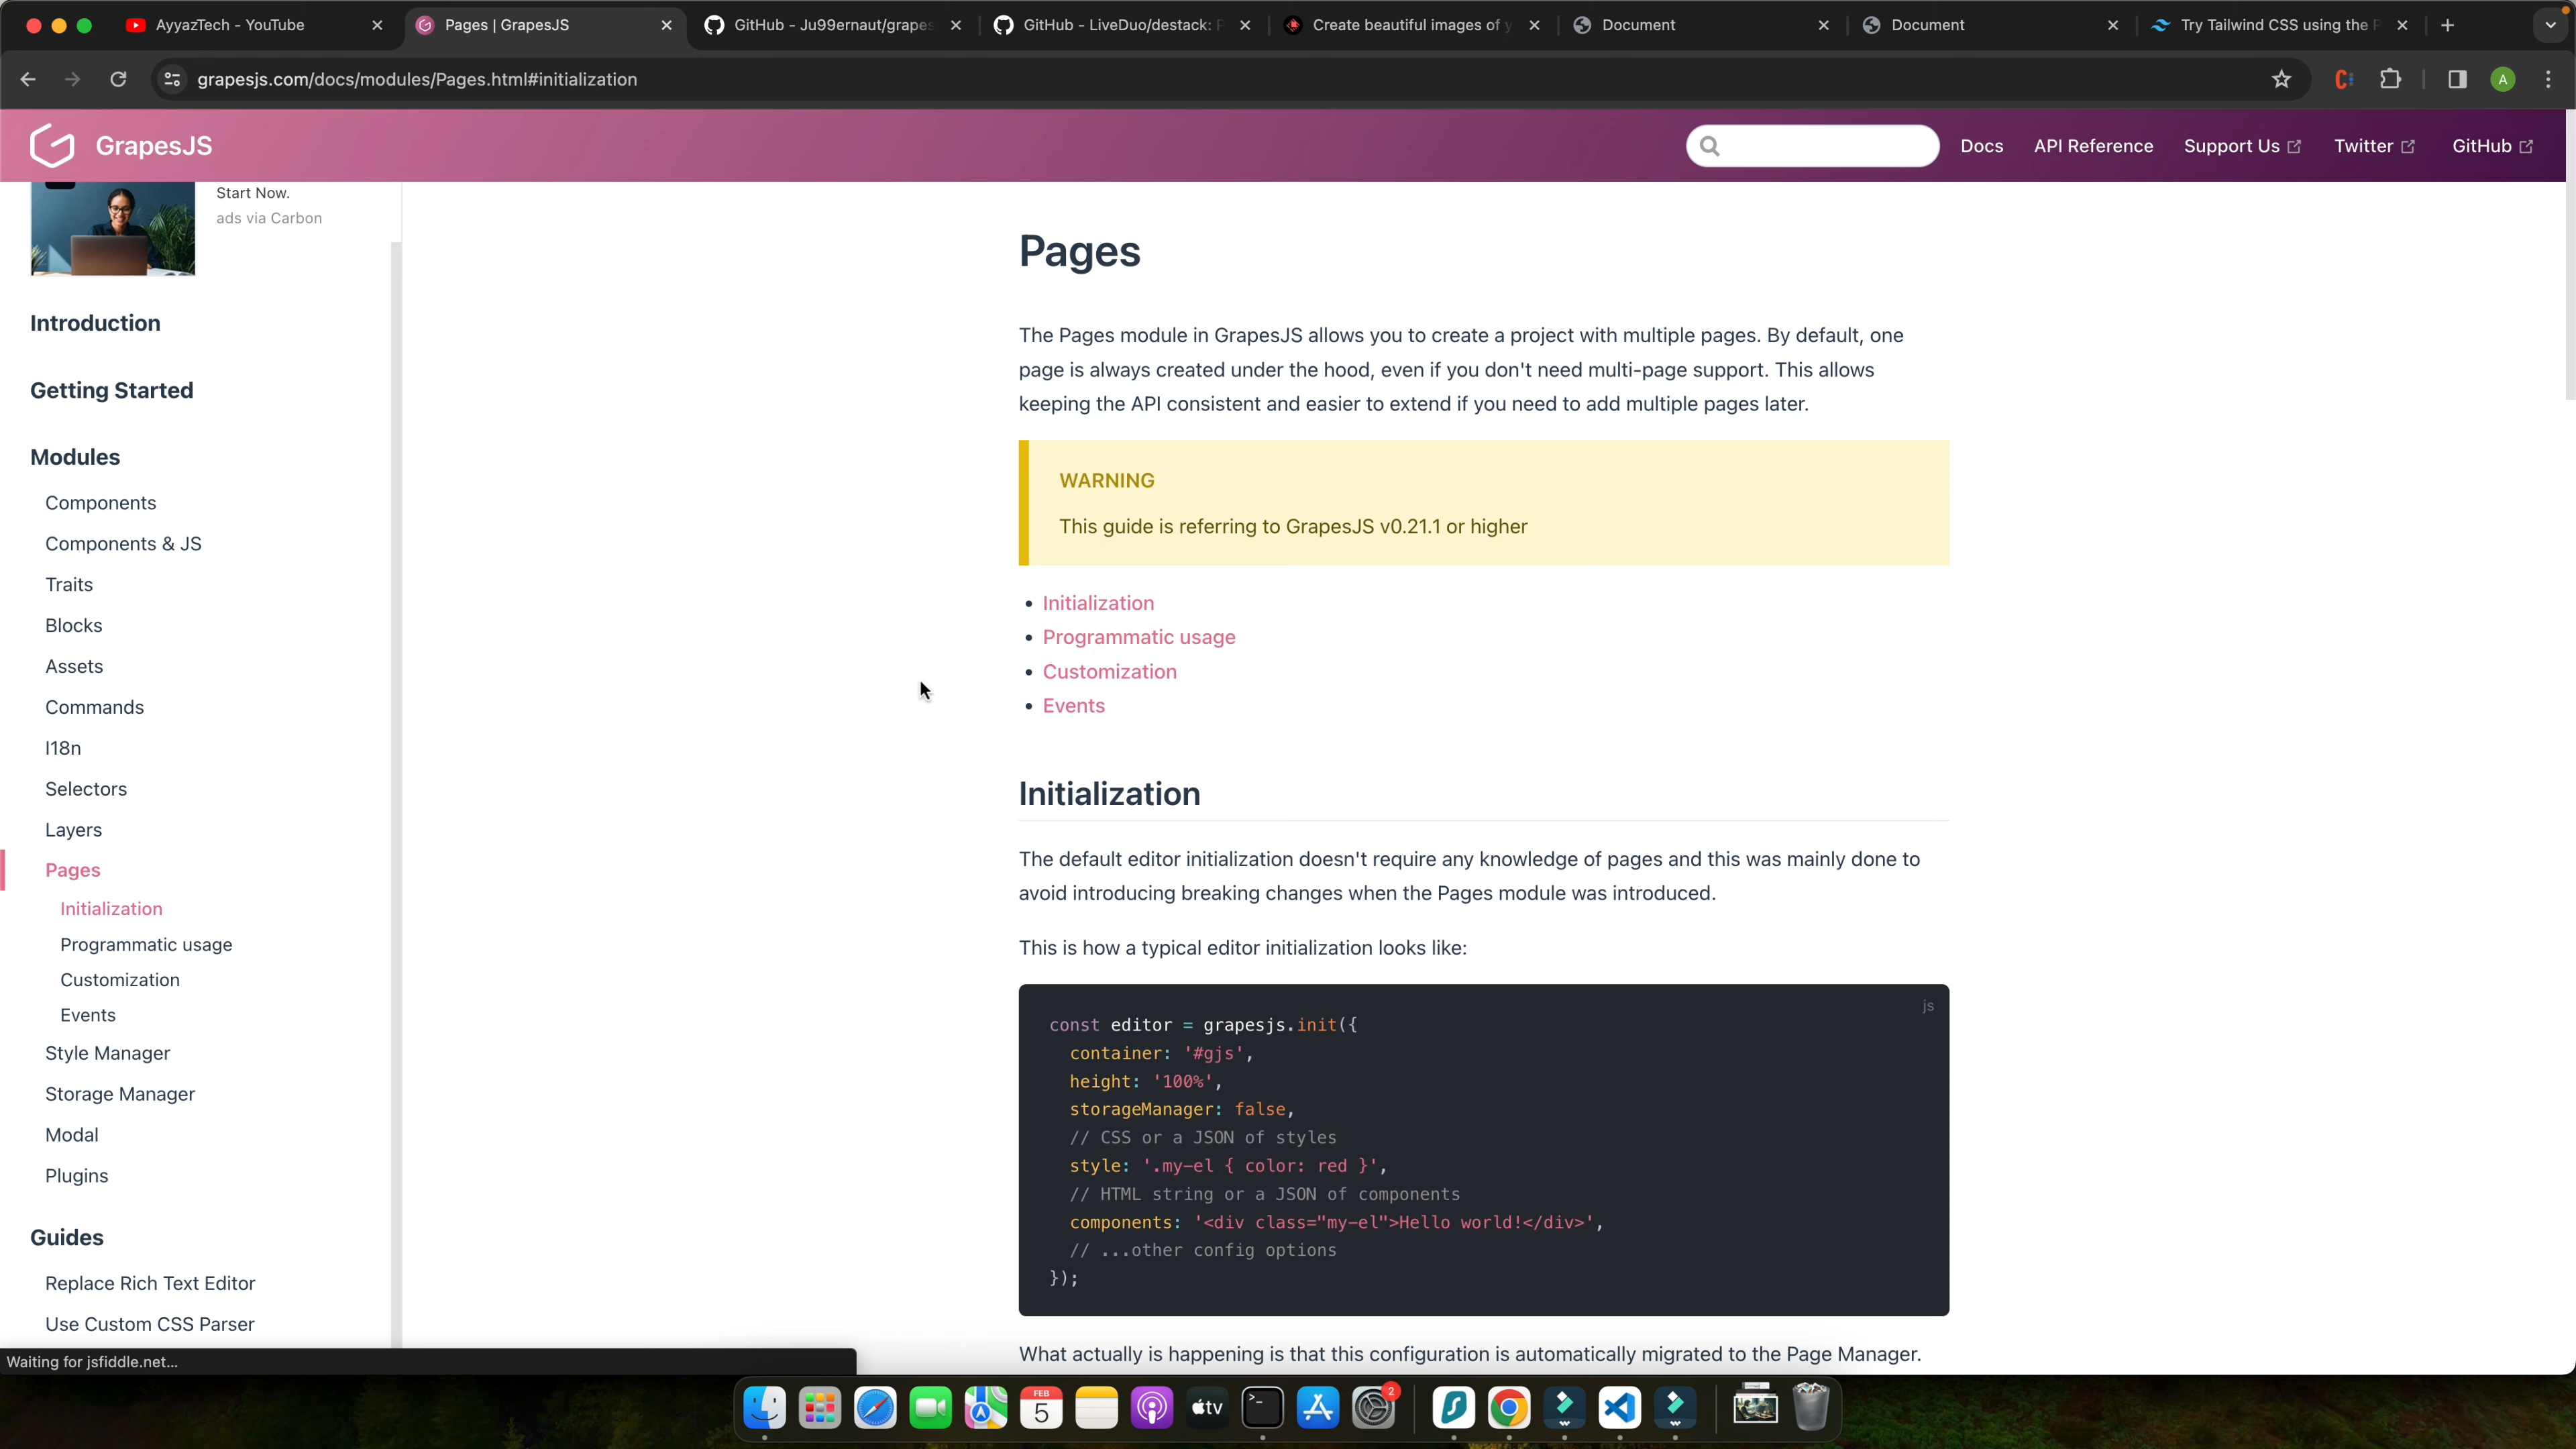 AyyazTech - YouTube
Pages | GrapesJS
GitHub - Ju99ernaut/grapes
GitHub - LiveDuo/destack: P
Create beautiful images of y
Document
Document
Try Tailwind CSS using the P
grapesjs.com/docs/modules/Pages.html#initialization
A
GrapesJS
Docs
API Reference
Support Us
Twitter
GitHub
Start Now.
ads via Carbon
Introduction
Getting Started
Modules
Components
Components & JS
Traits
Blocks
Assets
Commands
I18n
Selectors
Layers
Pages
Initialization
Programmatic usage
Customization
Events
Style Manager
Storage Manager
Modal
Plugins
Guides
Replace Rich Text Editor
Use Custom CSS Parser
Waiting for jsfiddle.net...
Pages
The Pages module in GrapesJS allows you to create a project with multiple pages. By default, one
page is always created under the hood, even if you don't need multi-page support. This allows
keeping the API consistent and easier to extend if you need to add multiple pages later.
WARNING
This guide is referring to GrapesJS v0.21.1 or higher
• Initialization
• Programmatic usage
• Customization
• Events
Initialization
The default editor initialization doesn't require any knowledge of pages and this was mainly done to
avoid introducing breaking changes when the Pages module was introduced.
This is how a typical editor initialization looks like:
js
const editor = grapesjs.init({
container: '#gjs',
height: '100%',
storageManager: false,
// CSS or a JSON of styles
style: '.my-el { color: red }',
// HTML string or a JSON of components
components: '<div class="my-el">Hello world!</div>',
// ...other config options
});
What actually is happening is that this configuration is automatically migrated to the Page Manager.
FEB
5
tv
>_
2